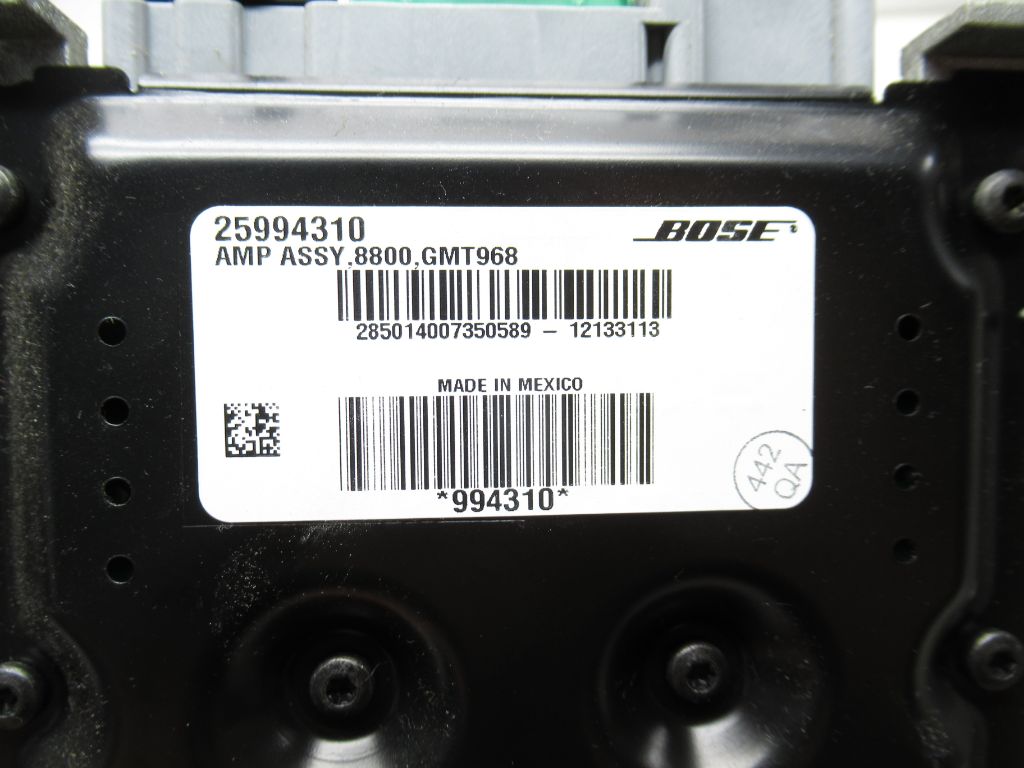 25994310
BOSE
AMP ASSY,8800,GMT968
285014007350589 – 12133113
MADE IN MEXICO
*994310*
442
QA